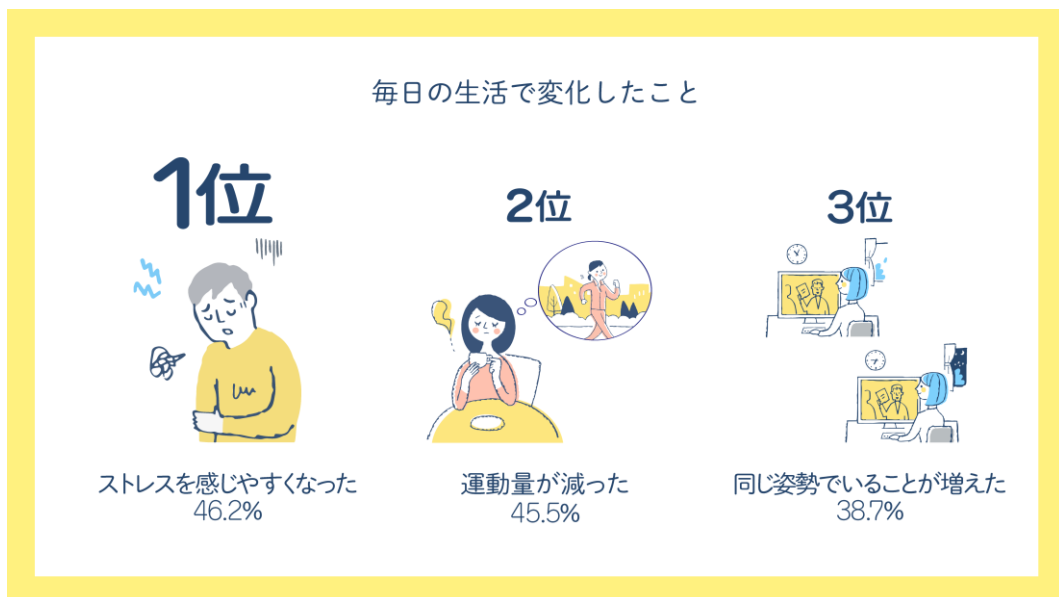 毎日の生活で変化したこと
1位
2位
3位
ストレスを感じやすくなった
46.2%
運動量が減った
45.5%
同じ姿勢でいることが増えた
38.7%